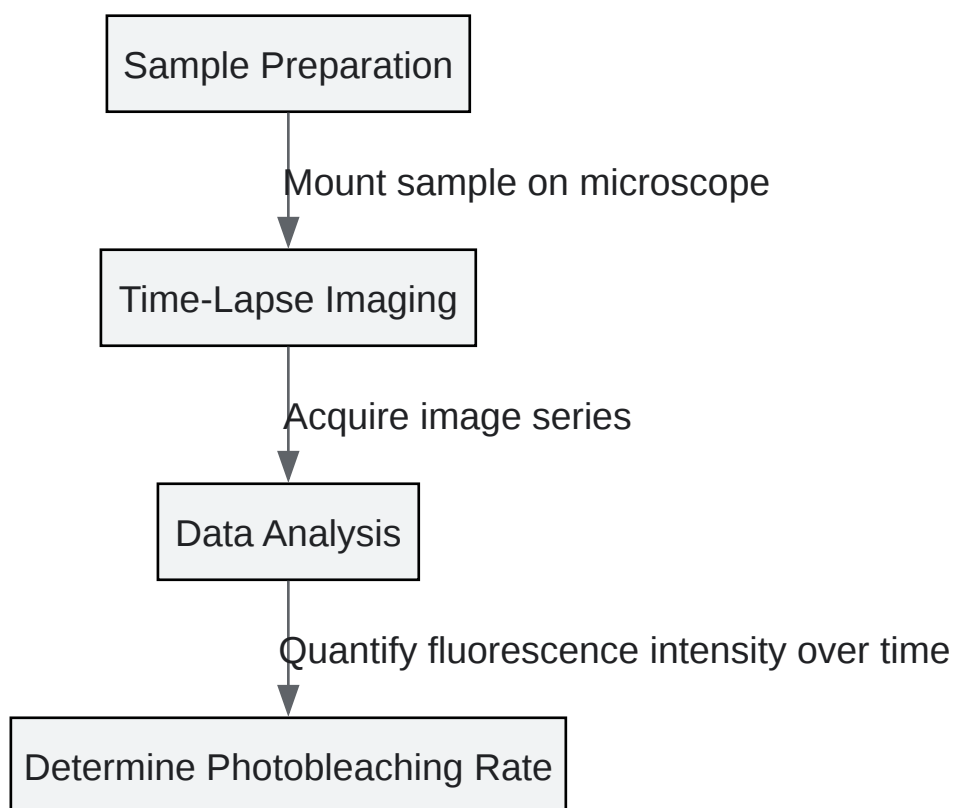 Sample Preparation
Mount sample on microscope
Time-Lapse Imaging
Acquire image series
Data Analysis
Quantify fluorescence intensity over time
Determine Photobleaching Rate